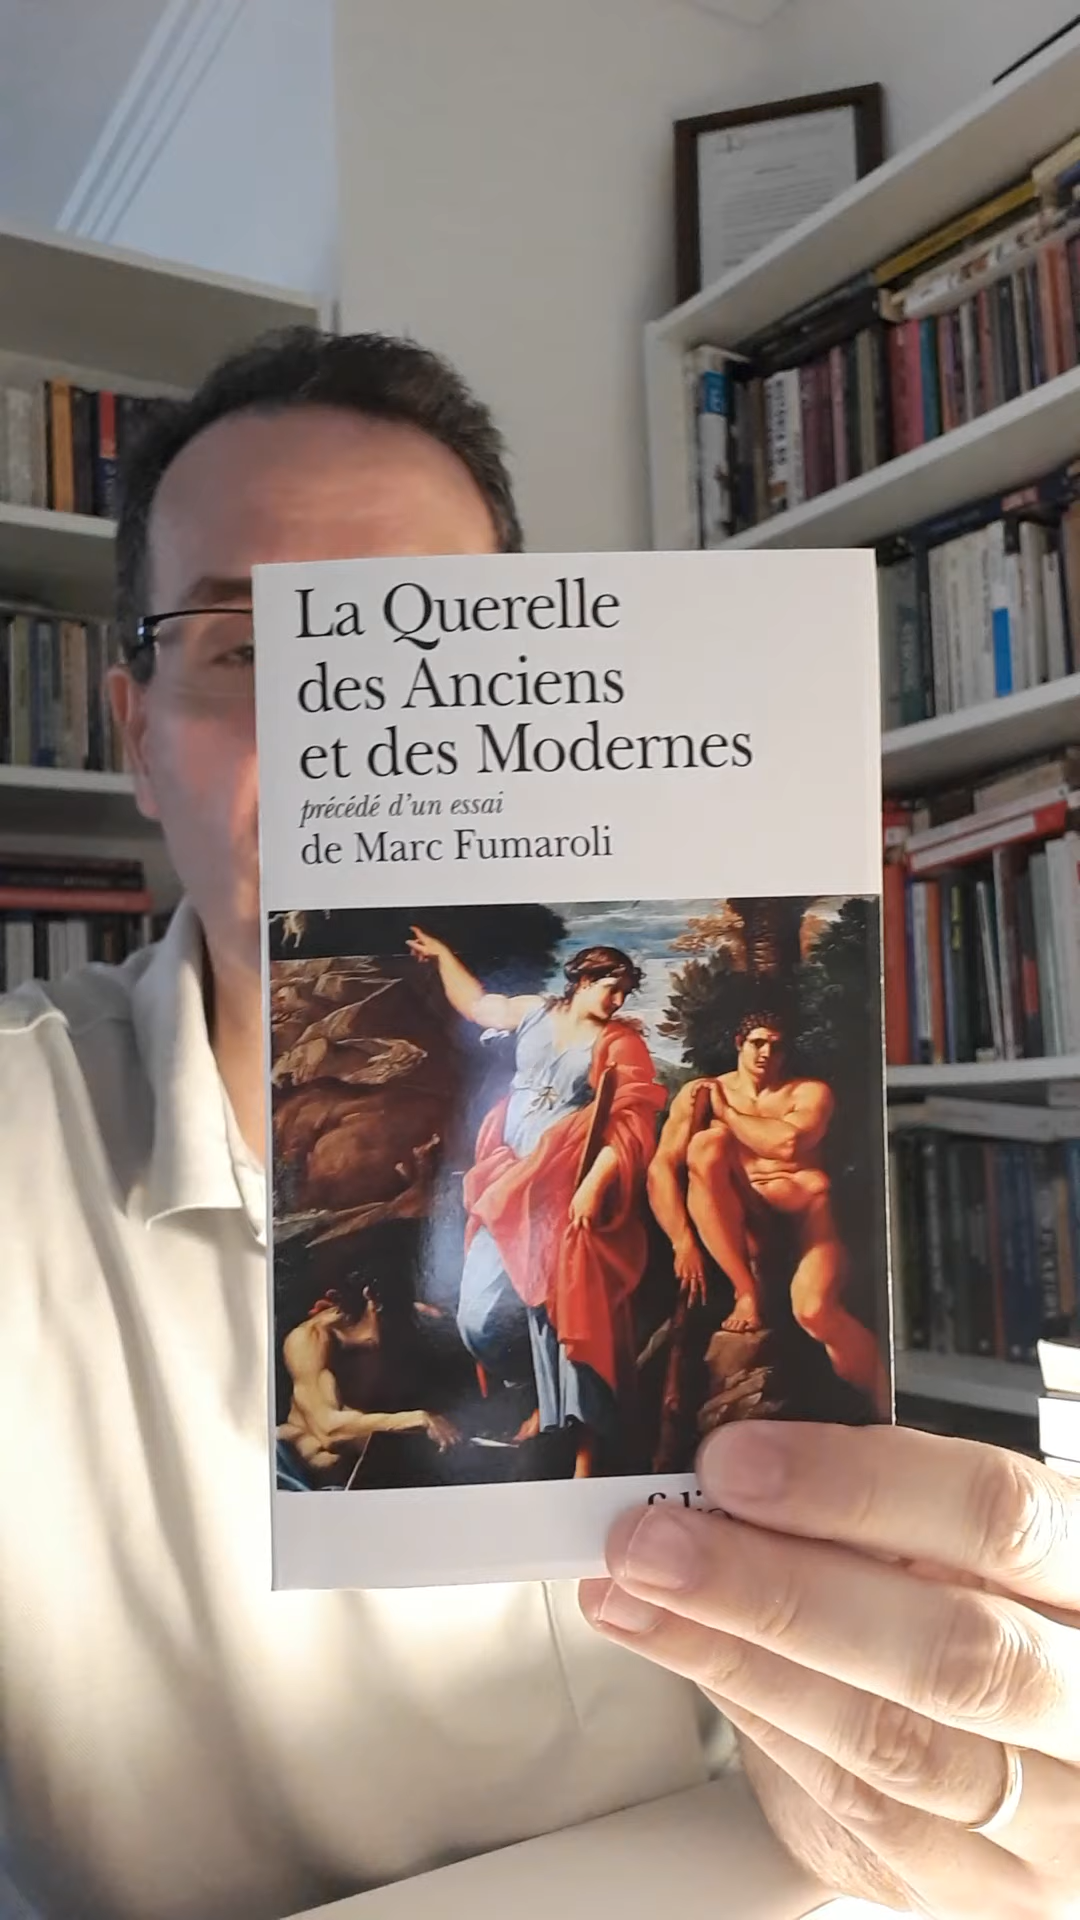 La Querelle
des Anciens
et des Modernes
précédé d'un essai
de Marc Fumaroli